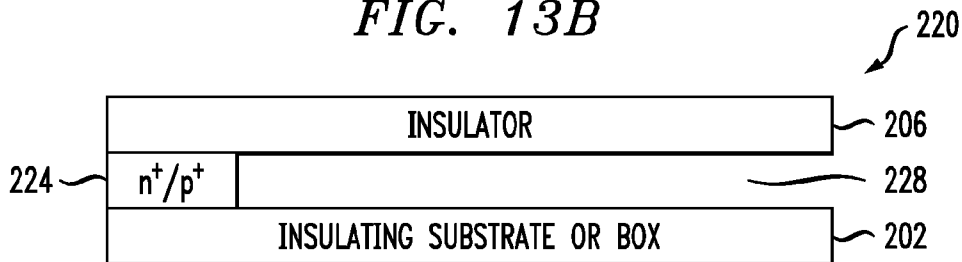 FIG. 13B
220
INSULATOR
206
224
n+/p+
228
INSULATING SUBSTRATE OR BOX
202